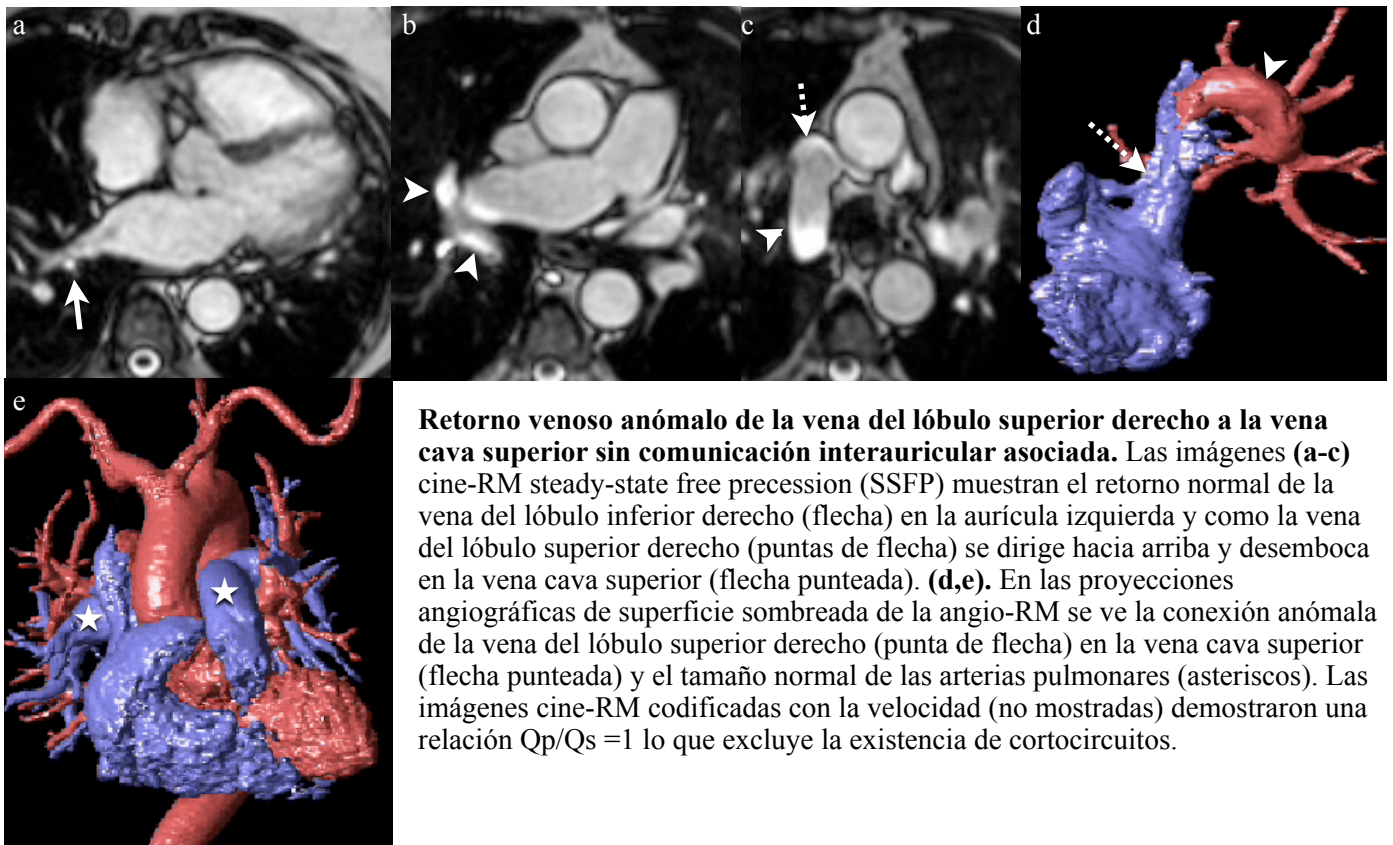 a
b
c
d
e
Retorno venoso anómalo de la vena del lóbulo superior derecho a la vena
cava superior sin comunicación interauricular asociada. Las imágenes (a-c)
cine-RM steady-state free precession (SSFP) muestran el retorno normal de la
vena del lóbulo inferior derecho (flecha) en la aurícula izquierda y como la vena
del lóbulo superior derecho (puntas de flecha) se dirige hacia arriba y desemboca
en la vena cava superior (flecha punteada). (d,e). En las proyecciones
angiográficas de superficie sombreada de la angio-RM se ve la conexión anómala
de la vena del lóbulo superior derecho (punta de flecha) en la vena cava superior
(flecha punteada) y el tamaño normal de las arterias pulmonares (asteriscos). Las
imágenes cine-RM codificadas con la velocidad (no mostradas) demostraron una
relación Qp/Qs =1 lo que excluye la existencia de cortocircuitos.